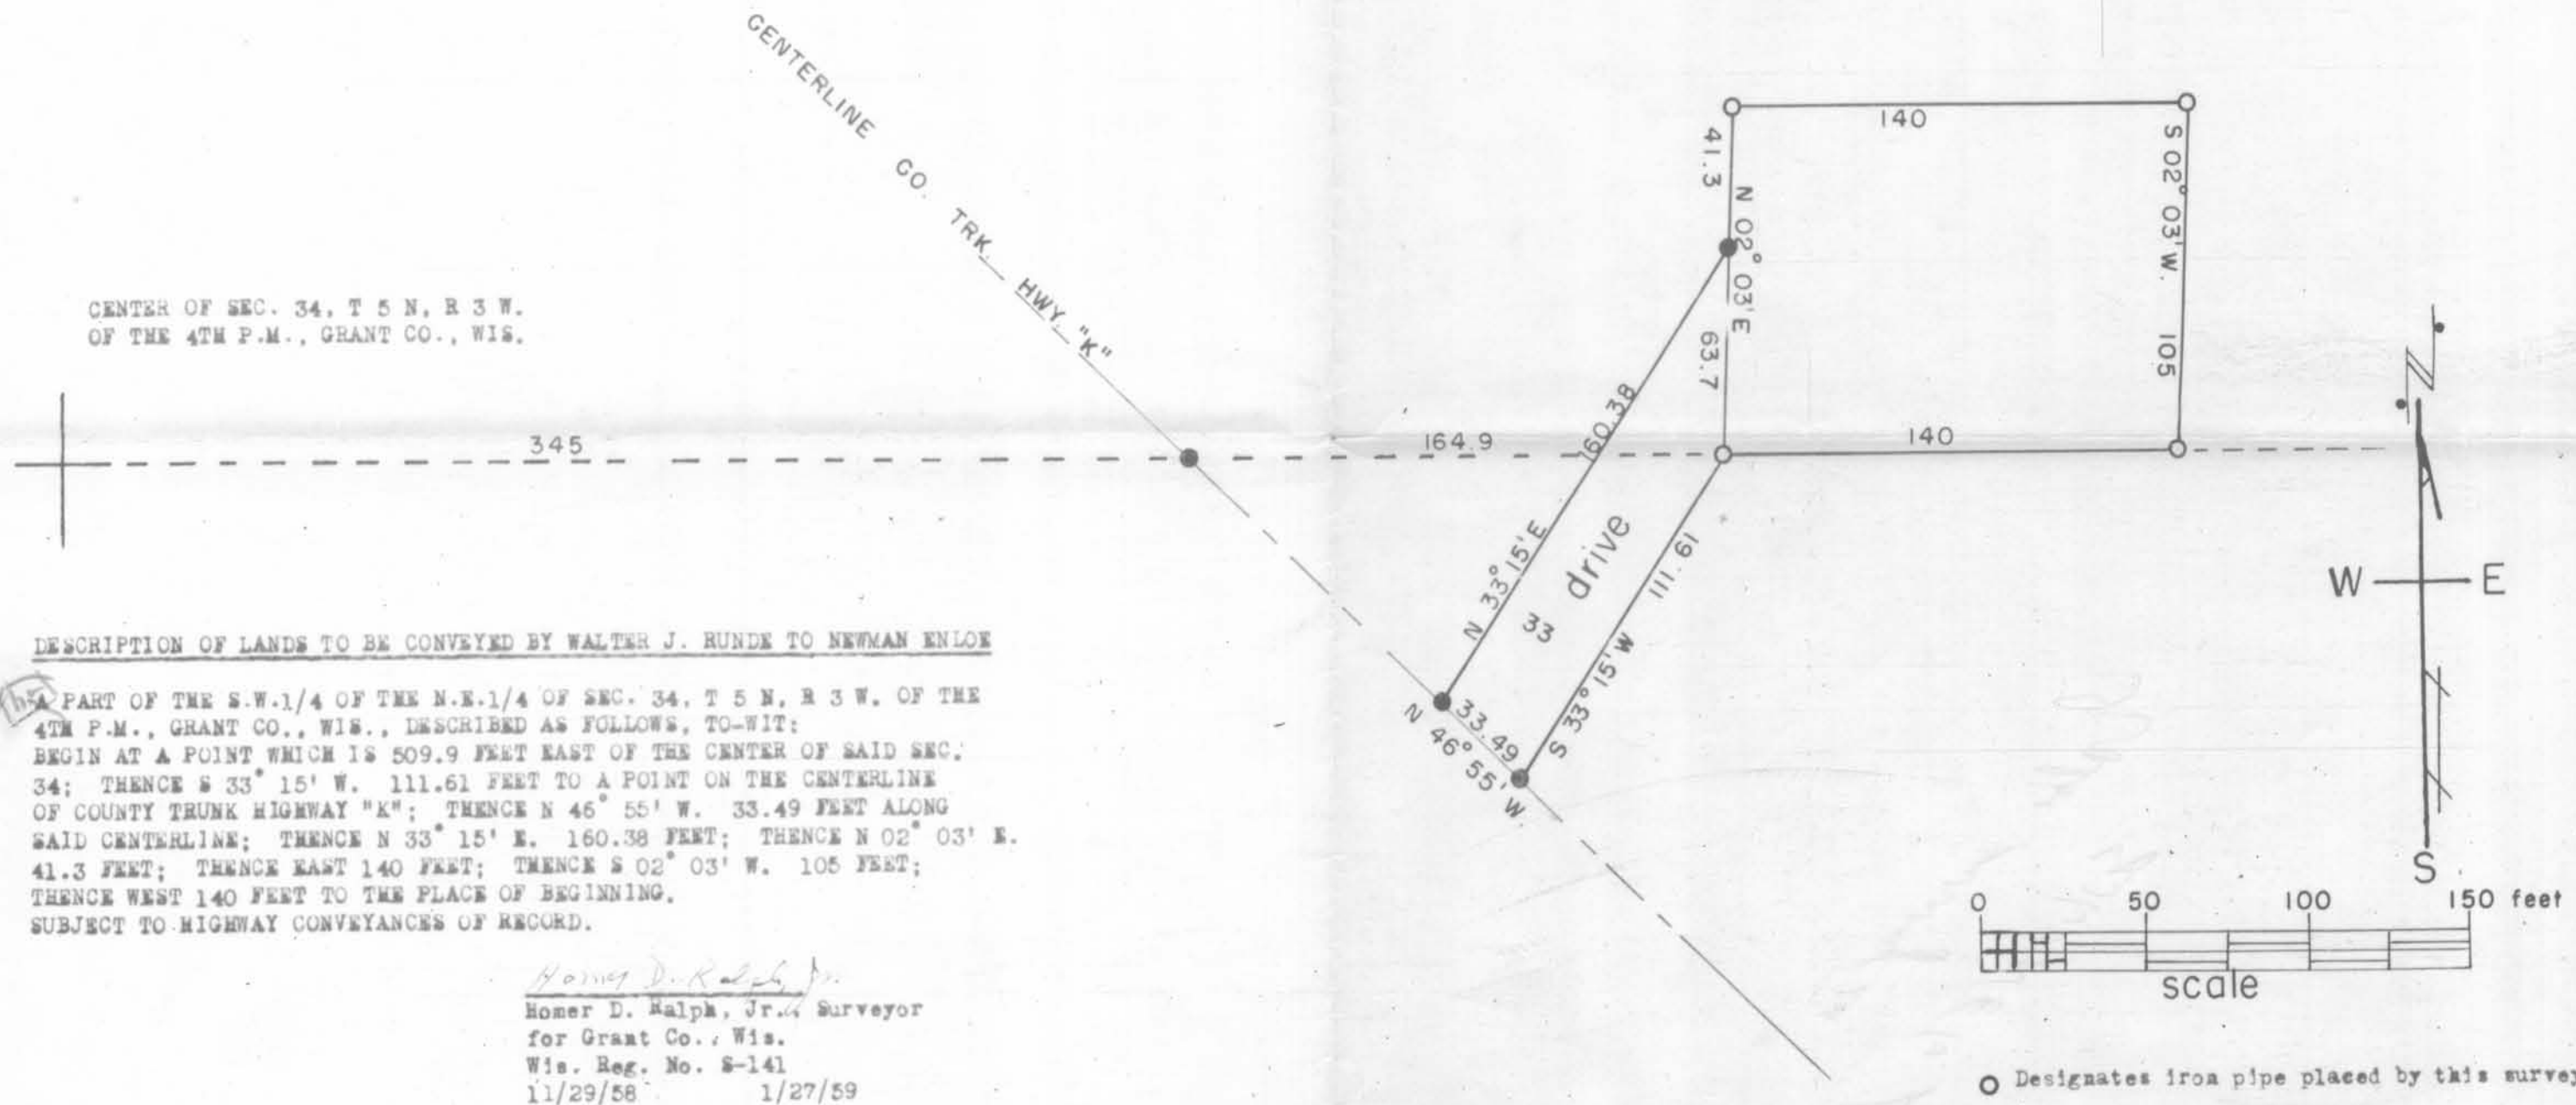 CENTERLINE CO. TRK. HWY. "K"
CENTER OF SEC. 34, T 5 N, R 3 W.
OF THE 4TH P.M., GRANT CO., WIS.
345
164.9
140
41.3
N 02° 03' E
63.7
S 02° 03' W. 105
140
160.38
N 33° 15' E
33 drive
111.61
S 33° 15' W
33.49
N 46° 55' W
W E
S
DESCRIPTION OF LANDS TO BE CONVEYED BY WALTER J. RUNDE TO NEWMAN ENLOE
A PART OF THE S.W.1/4 OF THE N.E.1/4 OF SEC. 34, T 5 N, R 3 W. OF THE
4TH P.M., GRANT CO., WIS., DESCRIBED AS FOLLOWS, TO-WIT:
BEGIN AT A POINT WHICH IS 509.9 FEET EAST OF THE CENTER OF SAID SEC.
34; THENCE S 33° 15' W. 111.61 FEET TO A POINT ON THE CENTERLINE
OF COUNTY TRUNK HIGHWAY "K"; THENCE N 46° 55' W. 33.49 FEET ALONG
SAID CENTERLINE; THENCE N 33° 15' E. 160.38 FEET; THENCE N 02° 03' E.
41.3 FEET; THENCE EAST 140 FEET; THENCE S 02° 03' W. 105 FEET;
THENCE WEST 140 FEET TO THE PLACE OF BEGINNING.
SUBJECT TO HIGHWAY CONVEYANCES OF RECORD.
Homer D. Ralph, Jr.
Homer D. Ralph, Jr., Surveyor
for Grant Co., Wis.
Wis. Reg. No. S-141
11/29/58 1/27/59
0 50 100 150 feet
scale
O Designates iron pipe placed by this survey